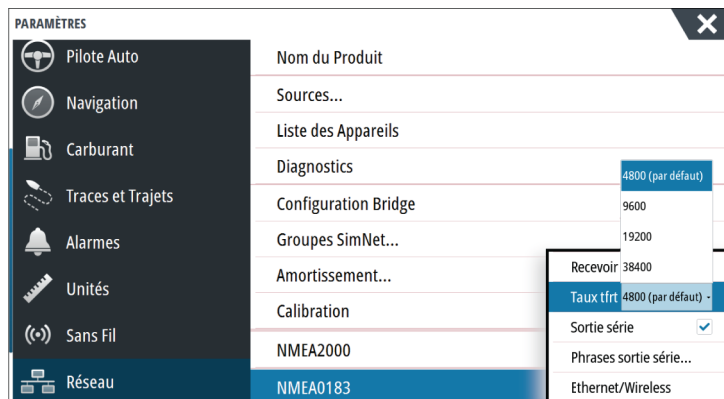 PARAMÈTRES
Pilote Auto
Navigation
Carburant
Traces et Trajets
Alarmes
Unités
Sans Fil
Réseau
Nom du Produit
Sources...
Liste des Appareils
Diagnostics
Configuration Bridge
Groupes SimNet...
Amortissement...
Calibration
NMEA2000
NMEA0183
4800 (par défaut)
9600
19200
38400
Recevoir
Taux tfrt 4800 (par défaut) -
Sortie série
Phrases sortie série...
Ethernet/Wireless